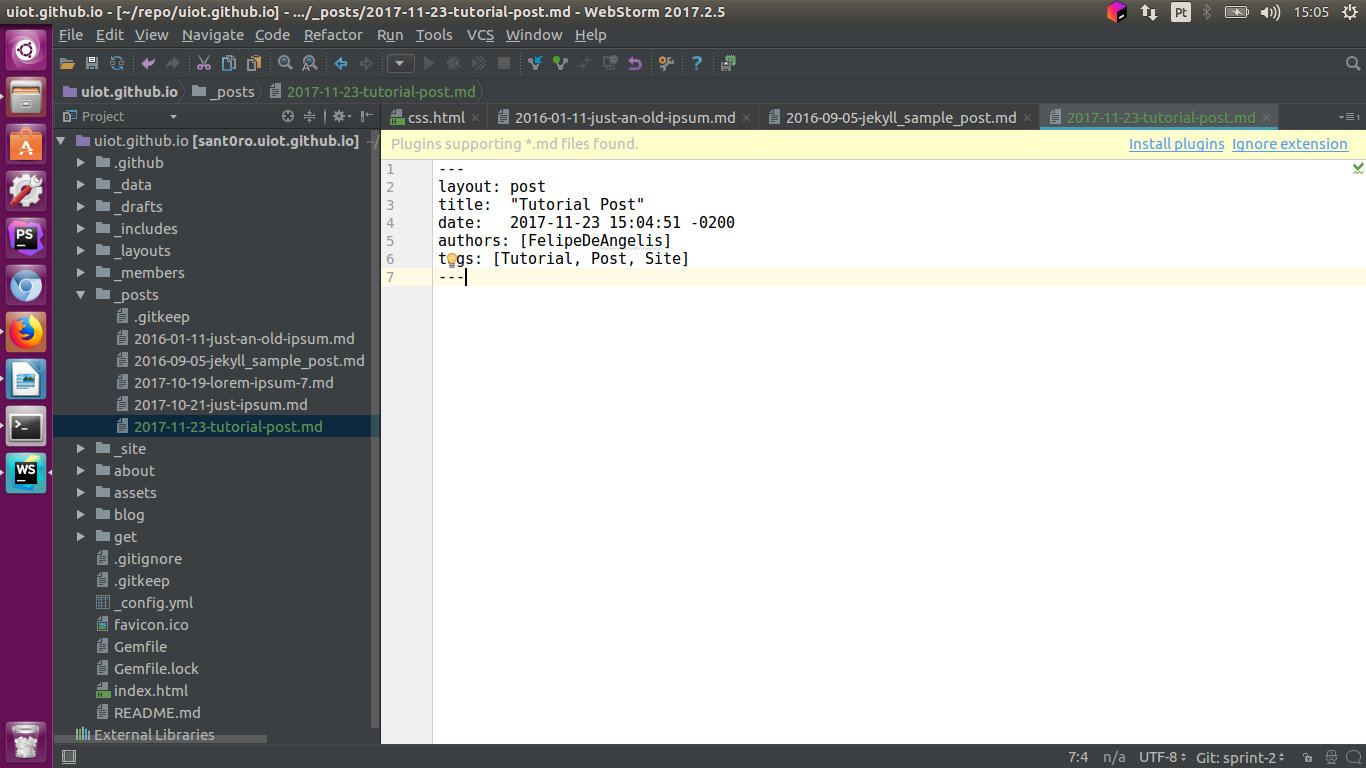 uiot.github.io - [~/repo/uiot.github.io] - .../_posts/2017-11-23-tutorial-post.md - WebStorm 2017.2.5
Pt
15:05
File Edit View Navigate Code Refactor Run Tools VCS Window Help
uiot.github.io _posts 2017-11-23-tutorial-post.md
Project
css.html 2016-01-11-just-an-old-ipsum.md 2016-09-05-jekyll_sample_post.md 2017-11-23-tutorial-post.md
Plugins supporting *.md files found. Install plugins Ignore extension
uiot.github.io [sant0ro.uiot.github.io] ~/
.github
_data
_drafts
_includes
_layouts
_members
_posts
.gitkeep
2016-01-11-just-an-old-ipsum.md
2016-09-05-jekyll_sample_post.md
2017-10-19-lorem-ipsum-7.md
2017-10-21-just-ipsum.md
2017-11-23-tutorial-post.md
_site
about
assets
blog
get
.gitignore
.gitkeep
_config.yml
favicon.ico
Gemfile
Gemfile.lock
index.html
README.md
External Libraries
1 ---
2 layout: post
3 title:  "Tutorial Post"
4 date:   2017-11-23 15:04:51 -0200
5 authors: [FelipeDeAngelis]
6 tags: [Tutorial, Post, Site]
7 ---
PS
WS
7:4 n/a UTF-8 Git: sprint-2